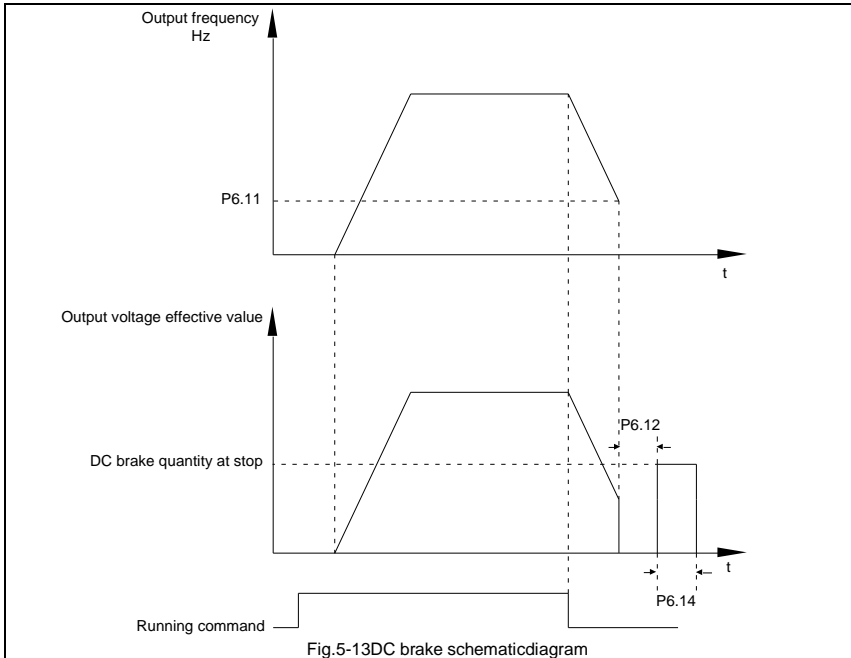 Output frequency
Hz
P6.11
t
Output voltage effective value
P6.12
DC brake quantity at stop
t
P6.14
Running command
Fig.5-13DC brake schematicdiagram